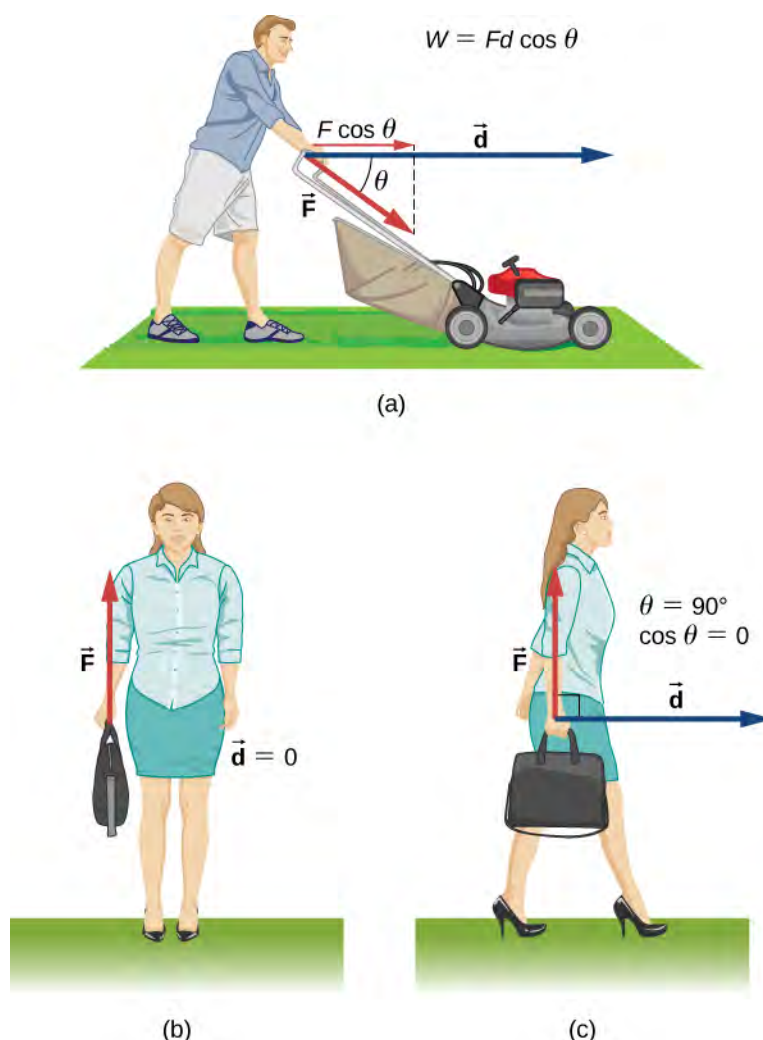 W = Fd cos θ
F cos θ
d⃗
θ
F⃗
(a)
F⃗
d⃗ = 0
(b)
θ = 90°
cos θ = 0
F⃗
d⃗
(c)